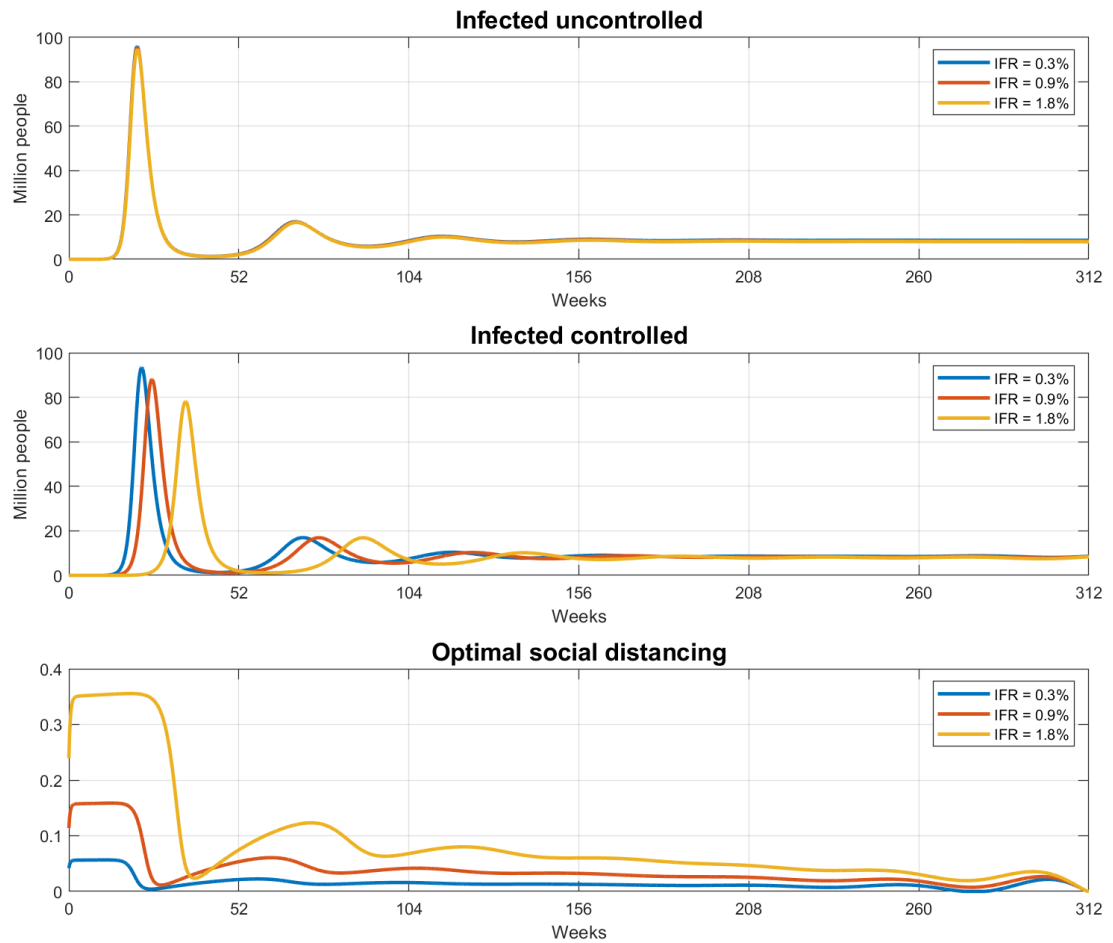 Infected uncontrolled
Million people
100
80
60
40
20
0
IFR = 0.3%
IFR = 0.9%
IFR = 1.8%
0 52 104 156 208 260 312
Weeks
Infected controlled
Million people
100
80
60
40
20
0
IFR = 0.3%
IFR = 0.9%
IFR = 1.8%
0 52 104 156 208 260 312
Weeks
Optimal social distancing
0.4
0.3
0.2
0.1
0
IFR = 0.3%
IFR = 0.9%
IFR = 1.8%
0 52 104 156 208 260 312
Weeks